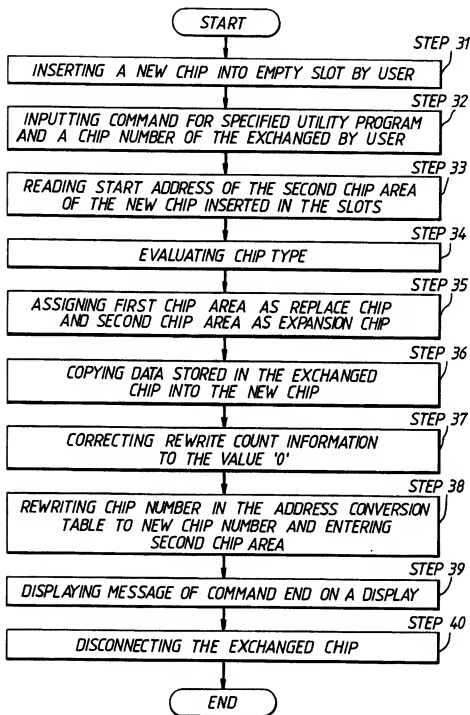 START
STEP 31
INSERTING A NEW CHIP INTO EMPTY SLOT BY USER
STEP 32
INPUTTING COMMAND FOR SPECIFIED UTILITY PROGRAM
AND A CHIP NUMBER OF THE EXCHANGED BY USER
STEP 33
READING START ADDRESS OF THE SECOND CHIP AREA
OF THE NEW CHIP INSERTED IN THE SLOTS
STEP 34
EVALUATING CHIP TYPE
STEP 35
ASSIGNING FIRST CHIP AREA AS REPLACE CHIP
AND SECOND CHIP AREA AS EXPANSION CHIP
STEP 36
COPYING DATA STORED IN THE EXCHANGED
CHIP INTO THE NEW CHIP
STEP 37
CORRECTING REWRITE COUNT INFORMATION
TO THE VALUE '0'
STEP 38
REWRITING CHIP NUMBER IN THE ADDRESS CONVERSION
TABLE TO NEW CHIP NUMBER AND ENTERING
SECOND CHIP AREA
STEP 39
DISPLAYING MESSAGE OF COMMAND END ON A DISPLAY
STEP 40
DISCONNECTING THE EXCHANGED CHIP
END